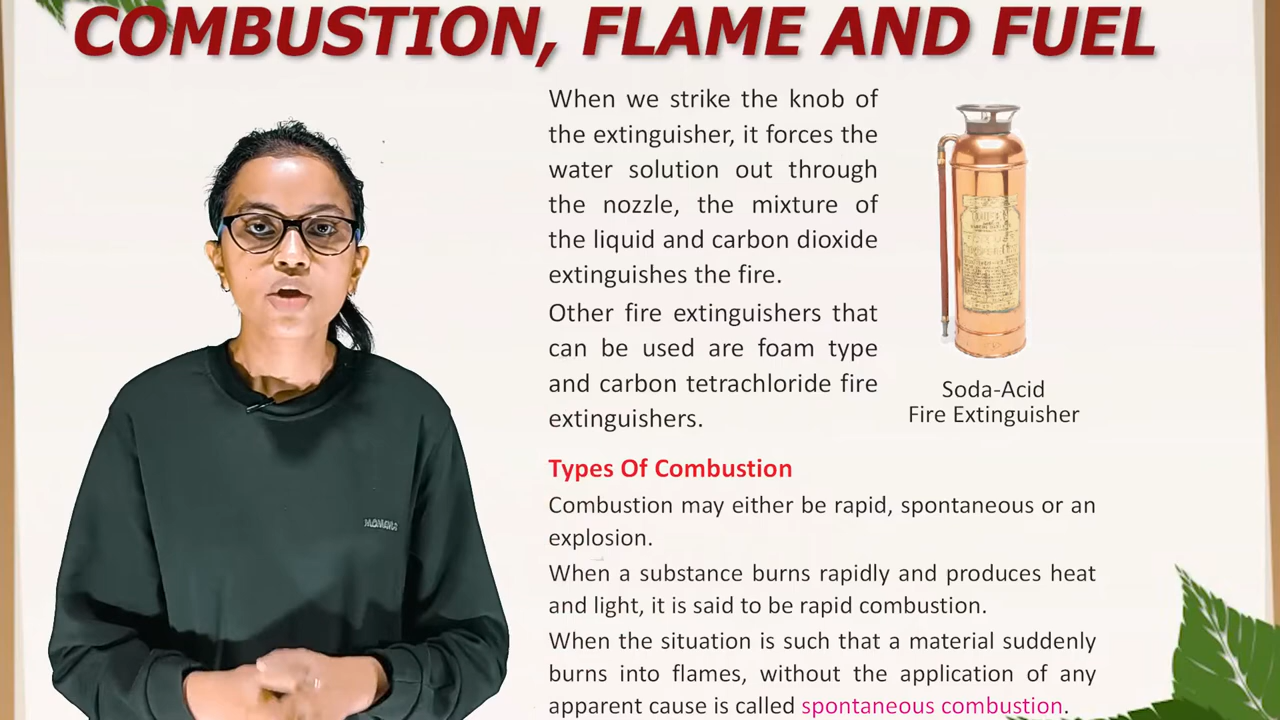 COMBUSTION, FLAME AND FUEL
When we strike the knob of
the extinguisher, it forces the
water solution out through
the nozzle, the mixture of
the liquid and carbon dioxide
extinguishes the fire.
Other fire extinguishers that
can be used are foam type
and carbon tetrachloride fire
extinguishers.
Soda-Acid
Fire Extinguisher
Types Of Combustion
Combustion may either be rapid, spontaneous or an
explosion.
When a substance burns rapidly and produces heat
and light, it is said to be rapid combustion.
When the situation is such that a material suddenly
burns into flames, without the application of any
apparent cause is called spontaneous combustion.